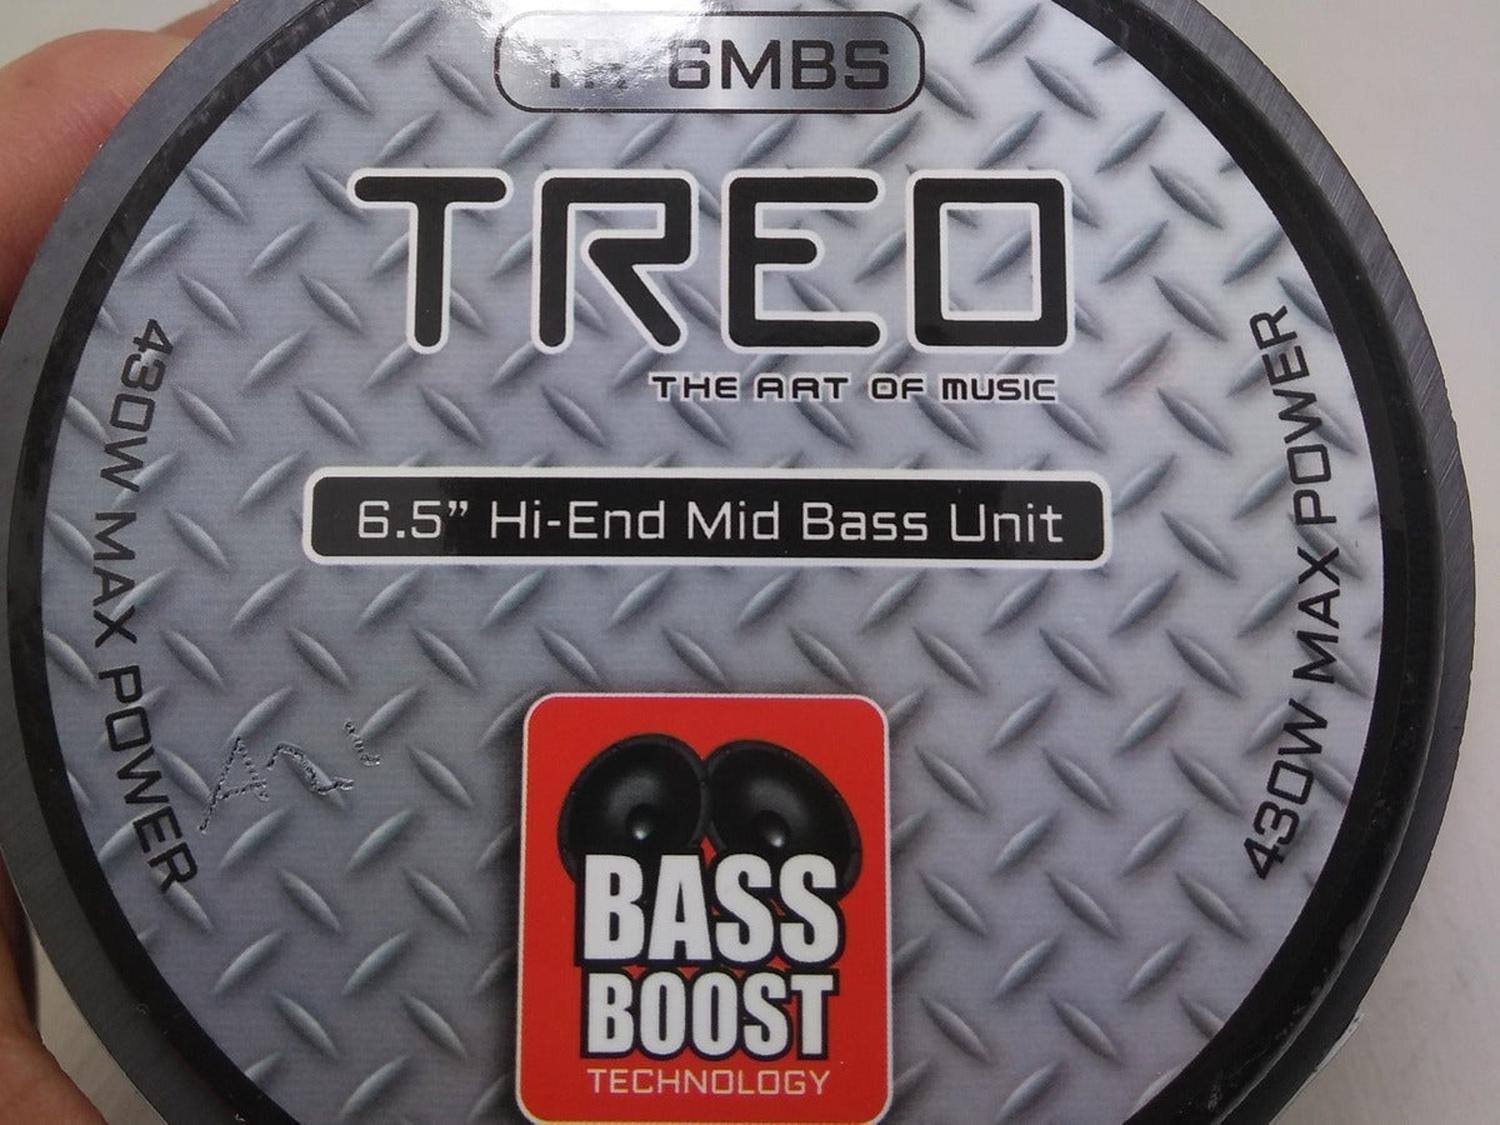 TR 6MBS
TREO
THE ART OF MUSIC
430W MAX POWER
430W MAX POWER
6.5” Hi-End Mid Bass Unit
BASS
BOOST
TECHNOLOGY